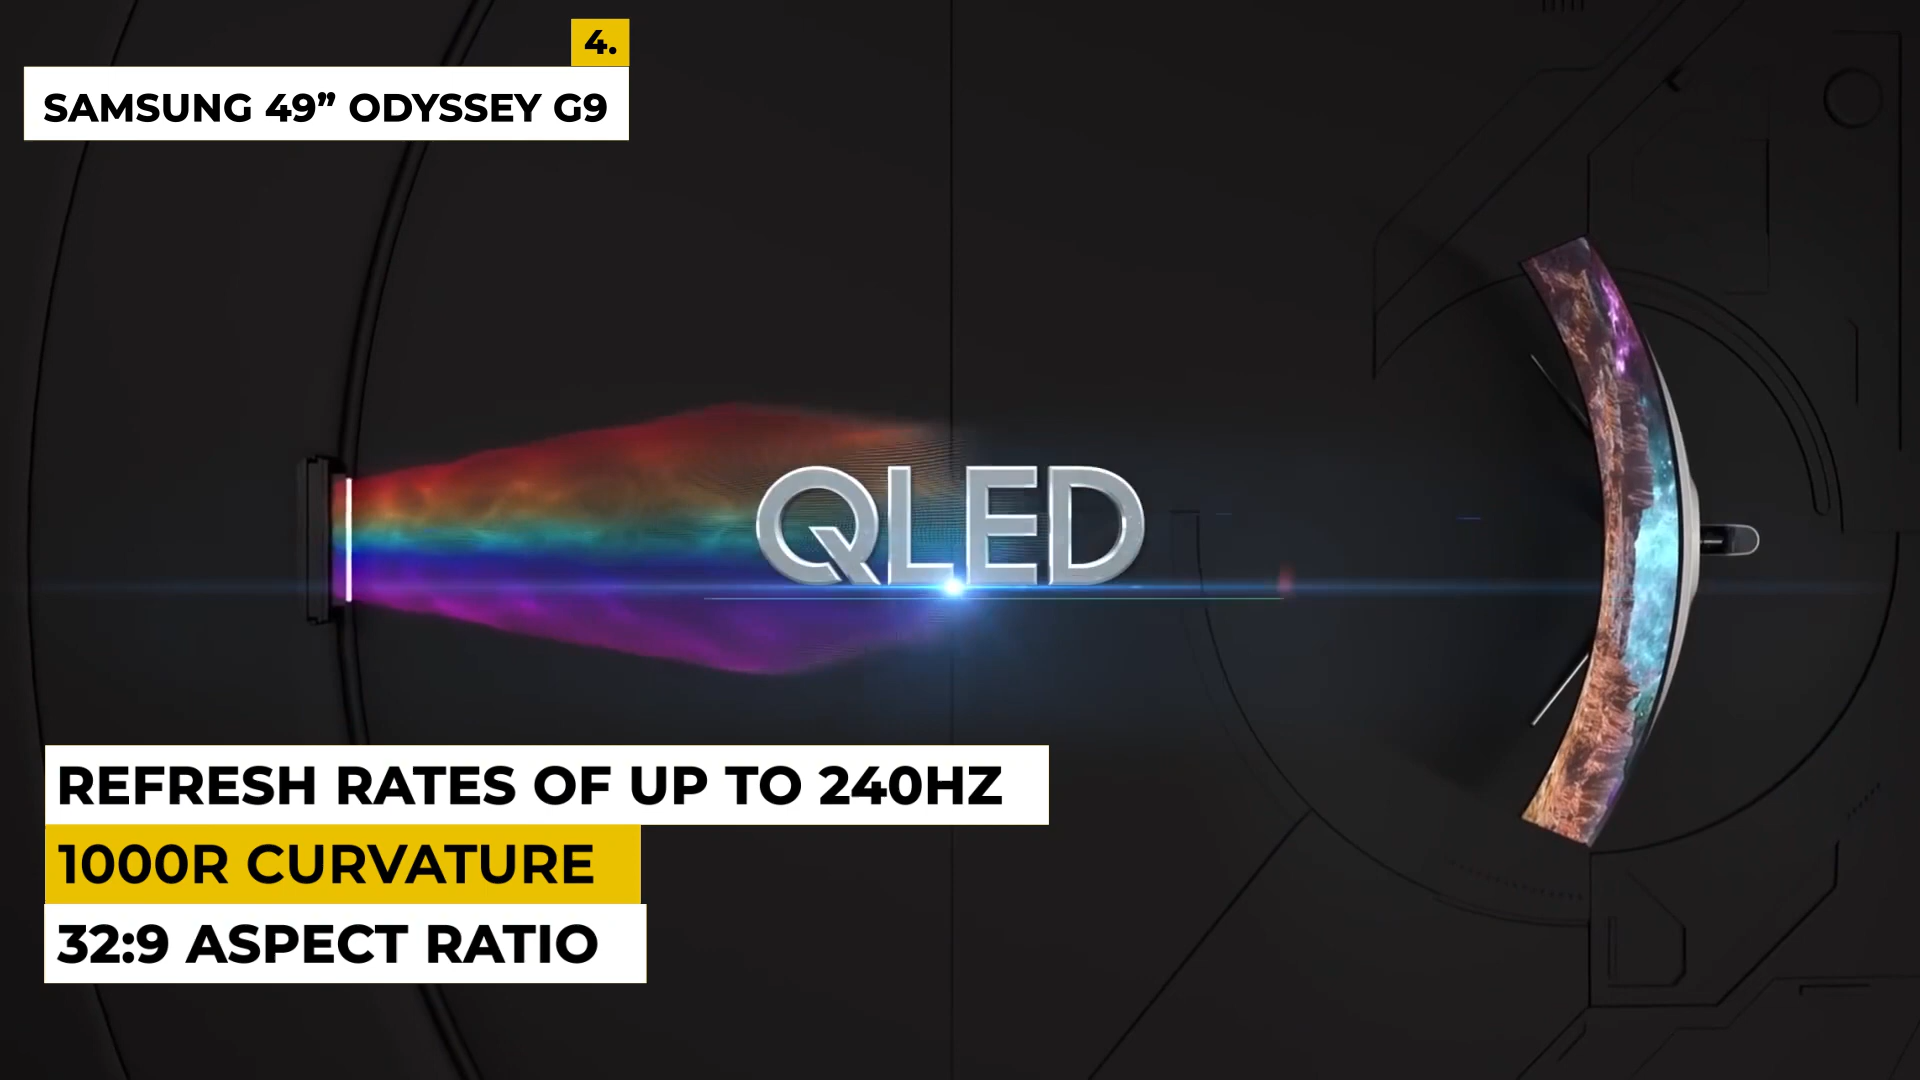 4.
SAMSUNG 49” ODYSSEY G9
QLED
REFRESH RATES OF UP TO 240HZ
1000R CURVATURE
32:9 ASPECT RATIO